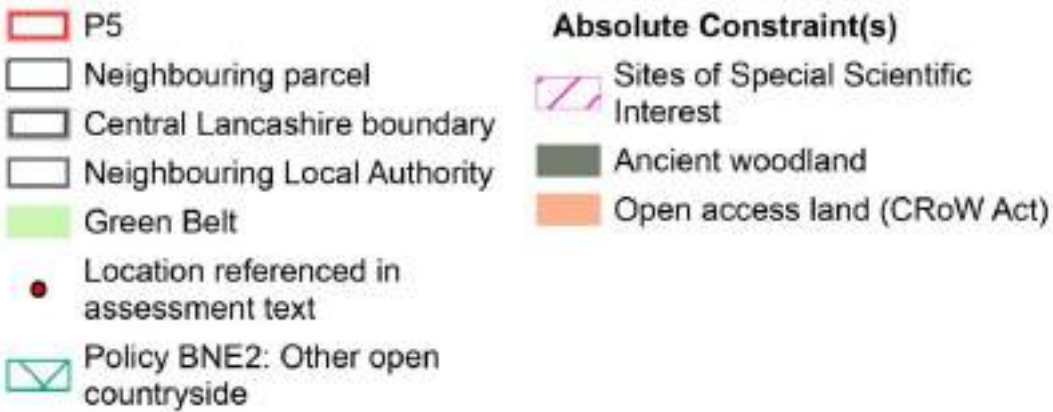 P5
Neighbouring parcel
Central Lancashire boundary
Neighbouring Local Authority
Green Belt
Location referenced in
assessment text
Policy BNE2: Other open
countryside
Absolute Constraint(s)
Sites of Special Scientific
Interest
Ancient woodland
Open access land (CRoW Act)